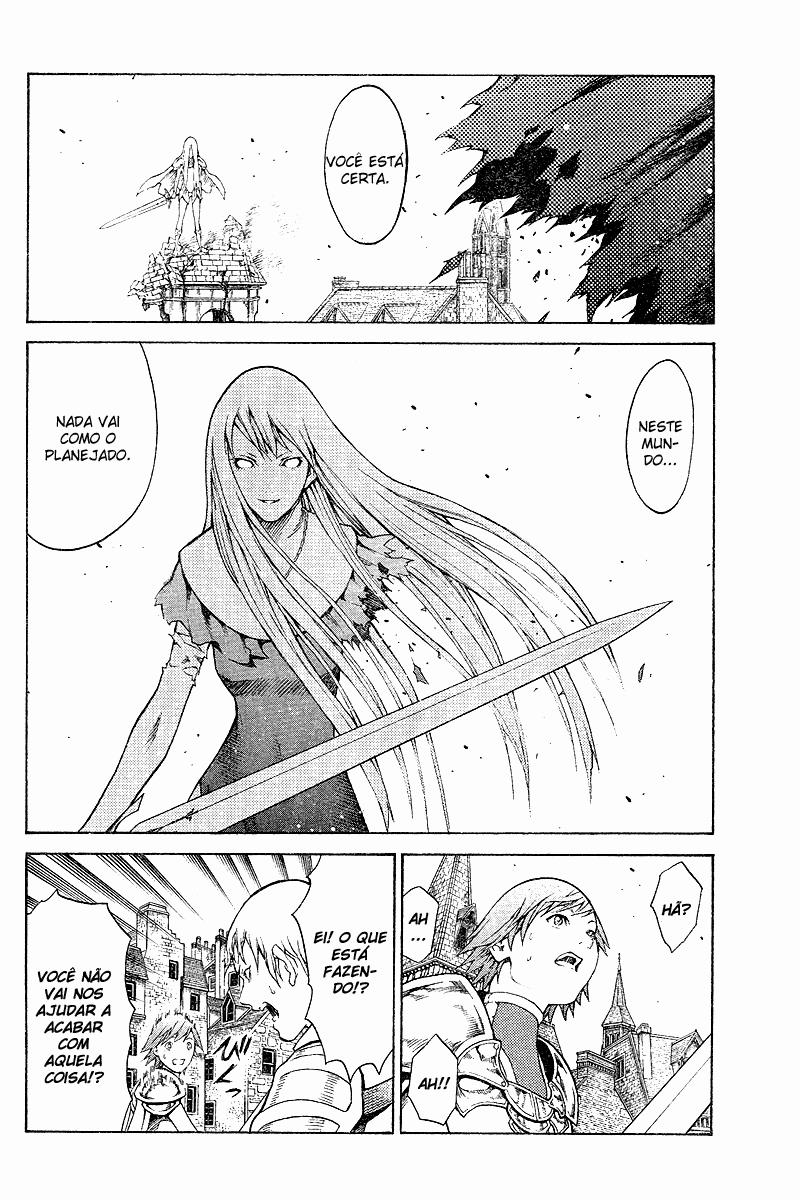 VOCÊ ESTÁ
CERTA.
NESTE
MUN-
DO...
NADA VAI
COMO O
PLANEJADO.
HÃ?
AH
...
AH!!
EI! O QUE
ESTÁ
FAZEN-
DO!?
VOCÊ NÃO
VAI NOS
AJUDAR A
ACABAR
COM
AQUELA
COISA!?